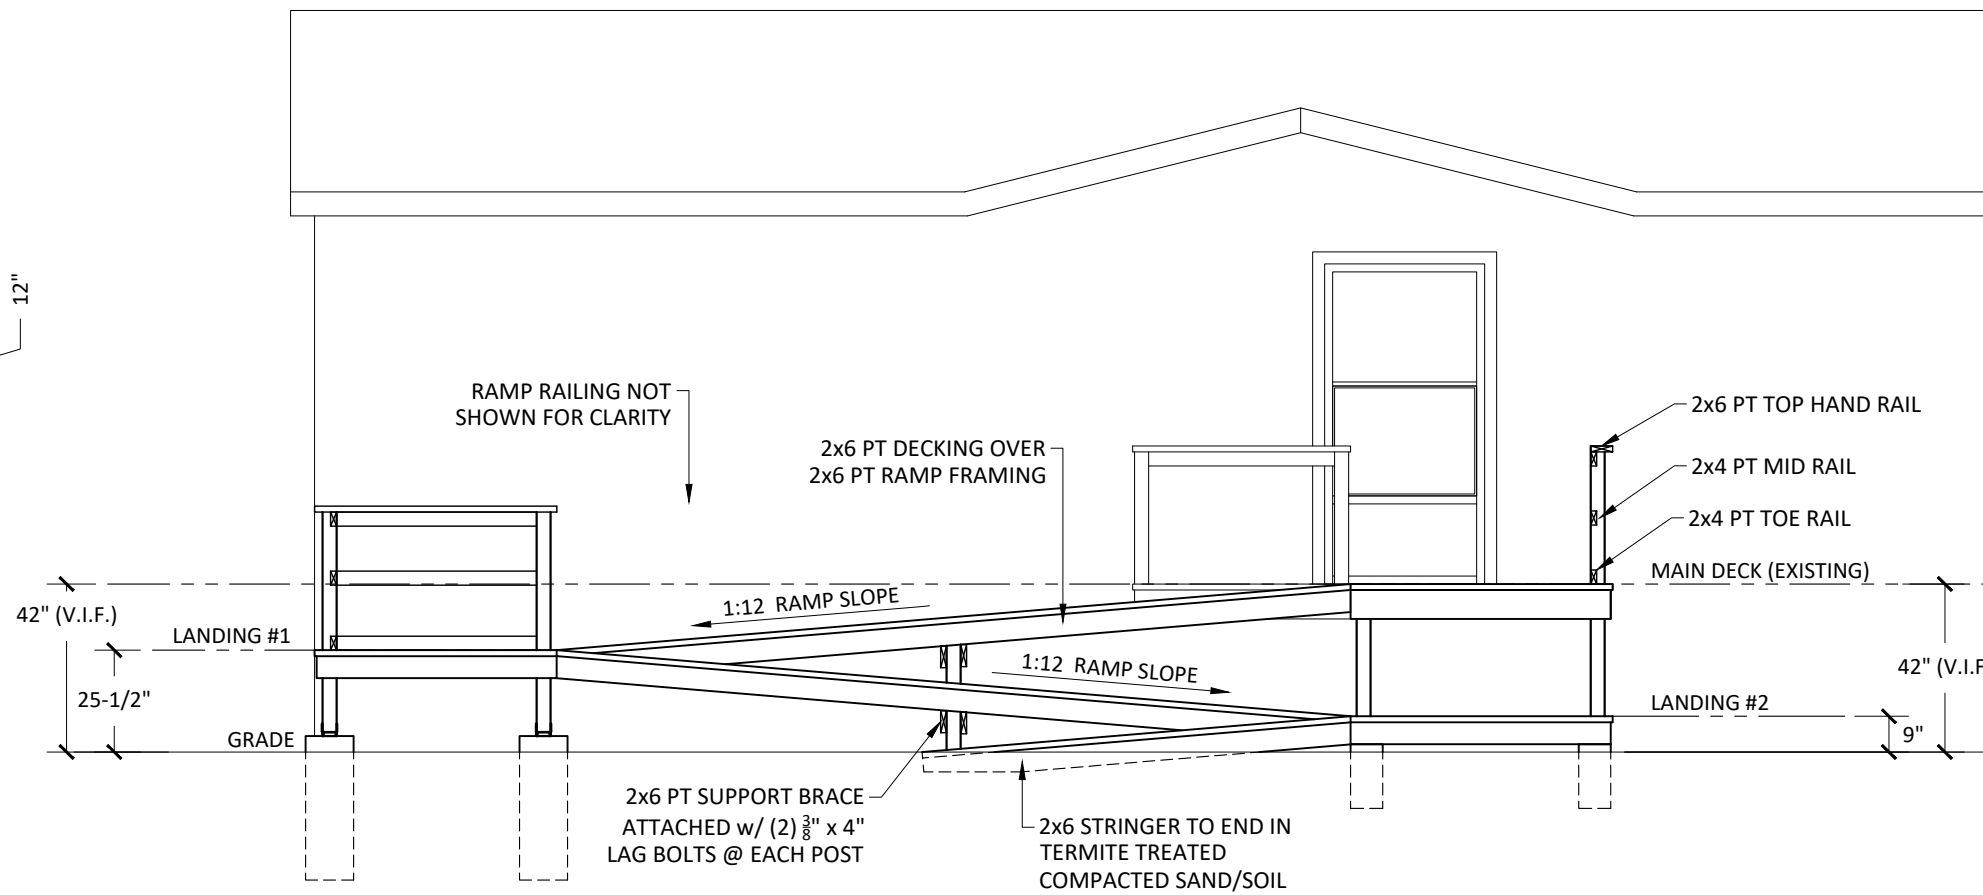 12"
RAMP RAILING NOT
SHOWN FOR CLARITY
2x6 PT DECKING OVER
2x6 PT RAMP FRAMING
2x6 PT TOP HAND RAIL
2x4 PT MID RAIL
2x4 PT TOE RAIL
MAIN DECK (EXISTING)
42" (V.I.F.)
1:12 RAMP SLOPE
LANDING #1
25-1/2"
1:12 RAMP SLOPE
42" (V.I.F
LANDING #2
9"
GRADE
2x6 PT SUPPORT BRACE
ATTACHED w/ (2) 3/8" x 4"
LAG BOLTS @ EACH POST
2x6 STRINGER TO END IN
TERMITE TREATED
COMPACTED SAND/SOIL